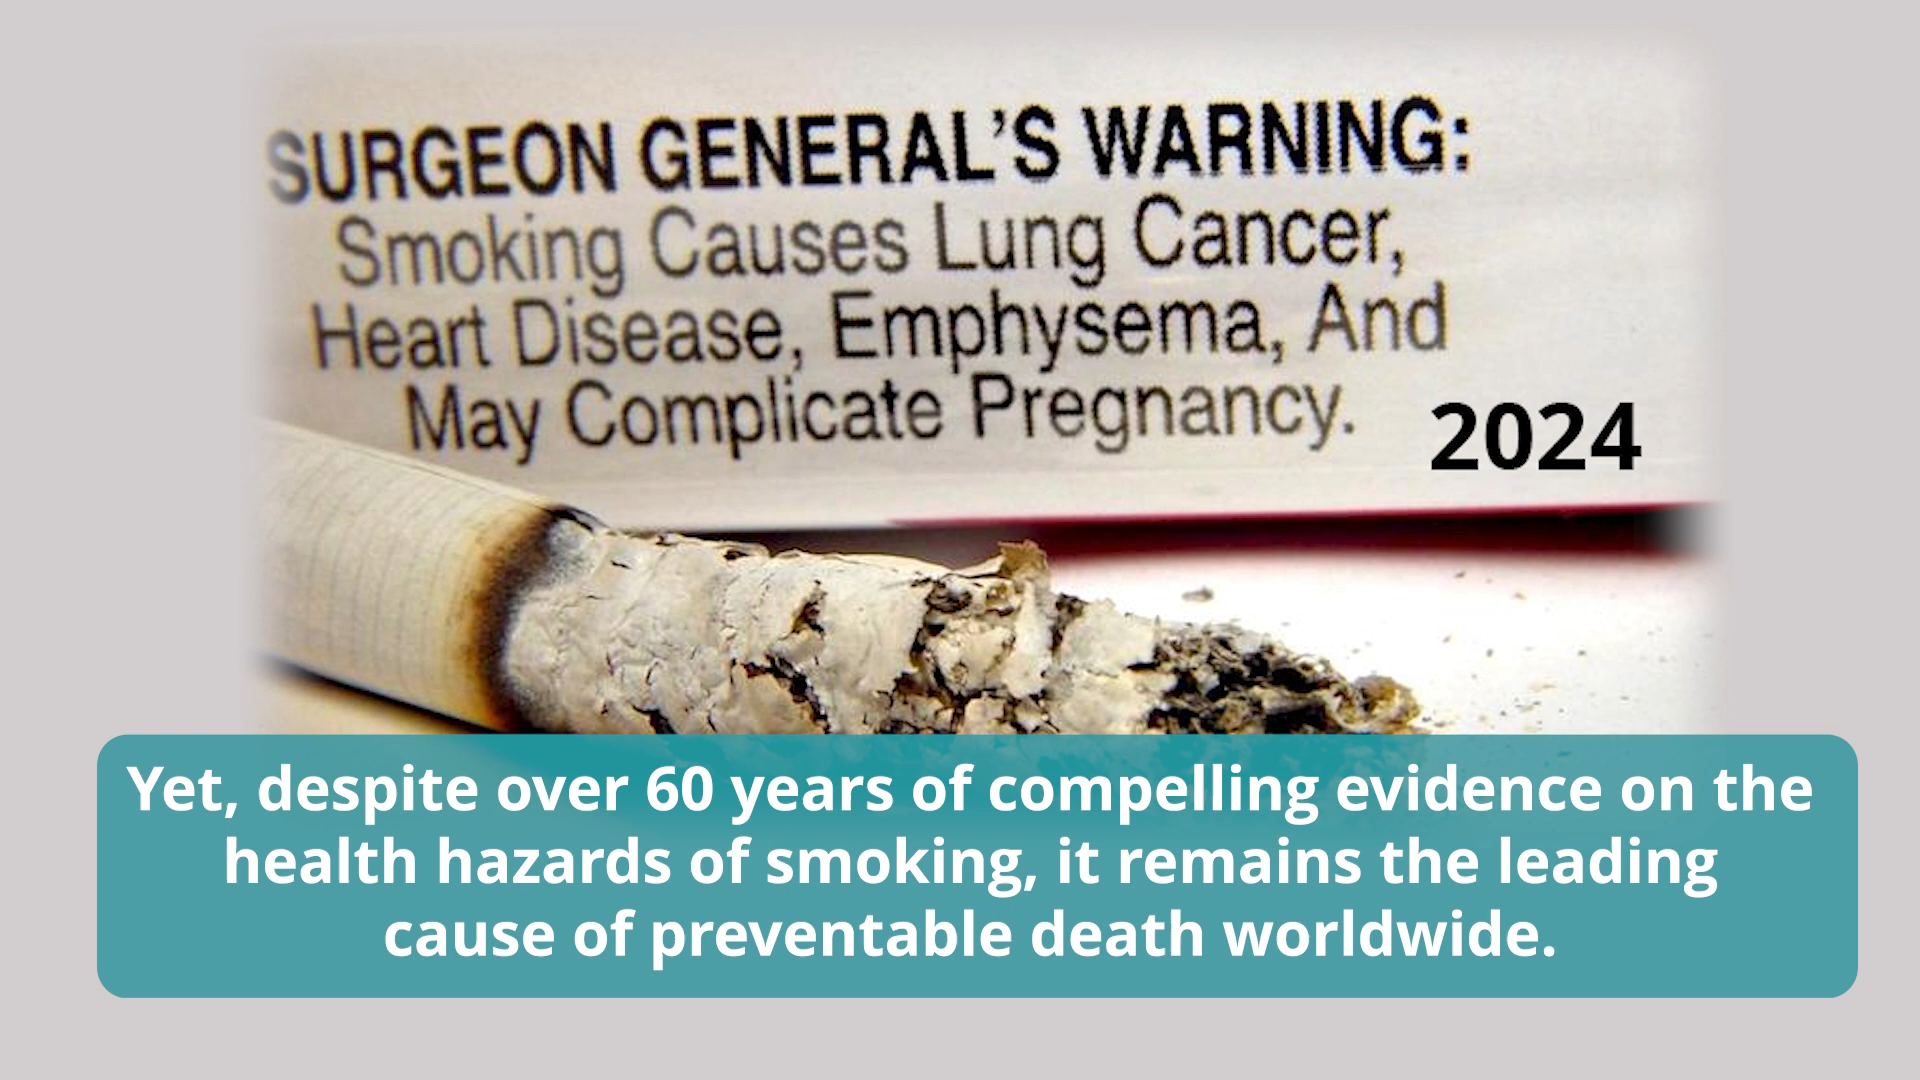 SURGEON GENERAL'S WARNING:
Smoking Causes Lung Cancer,
Heart Disease, Emphysema, And
May Complicate Pregnancy.
2024
Yet, despite over 60 years of compelling evidence on the
health hazards of smoking, it remains the leading
cause of preventable death worldwide.